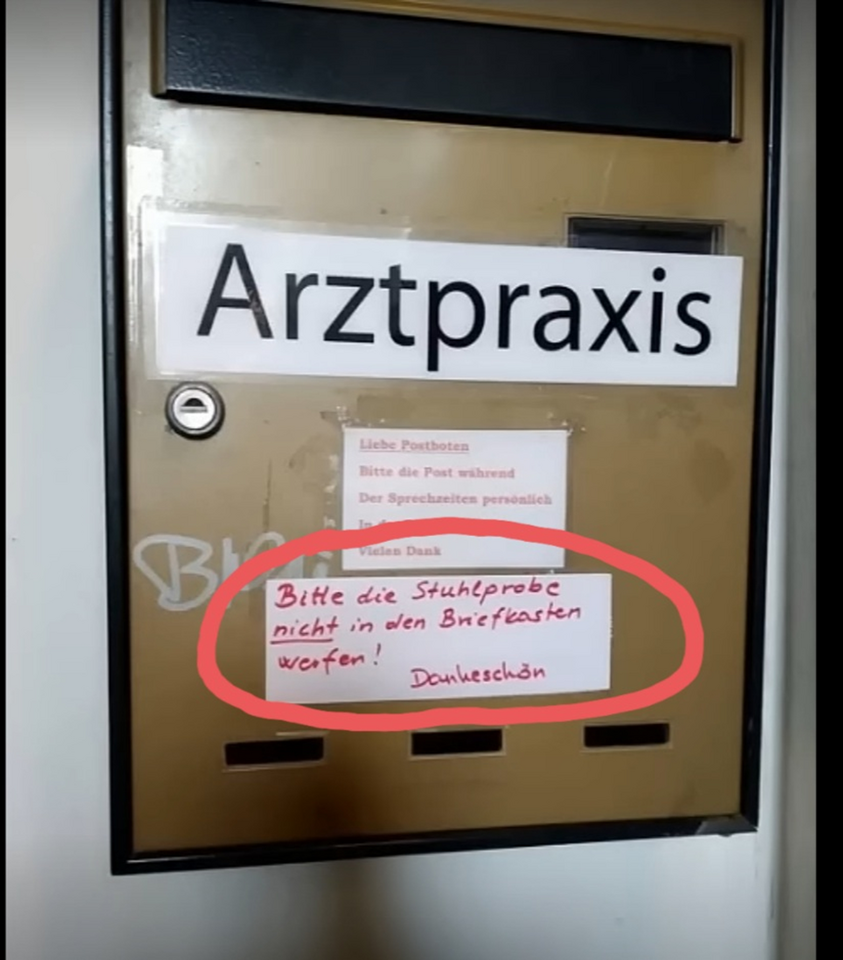 Arztpraxis
Liebe Postboten
Bitte die Post während
Der Sprechzeiten persönlich
Vielen Dank
Bitte die Stuhlprobe
nicht in den Briefkasten
werfen!
Dankeschön